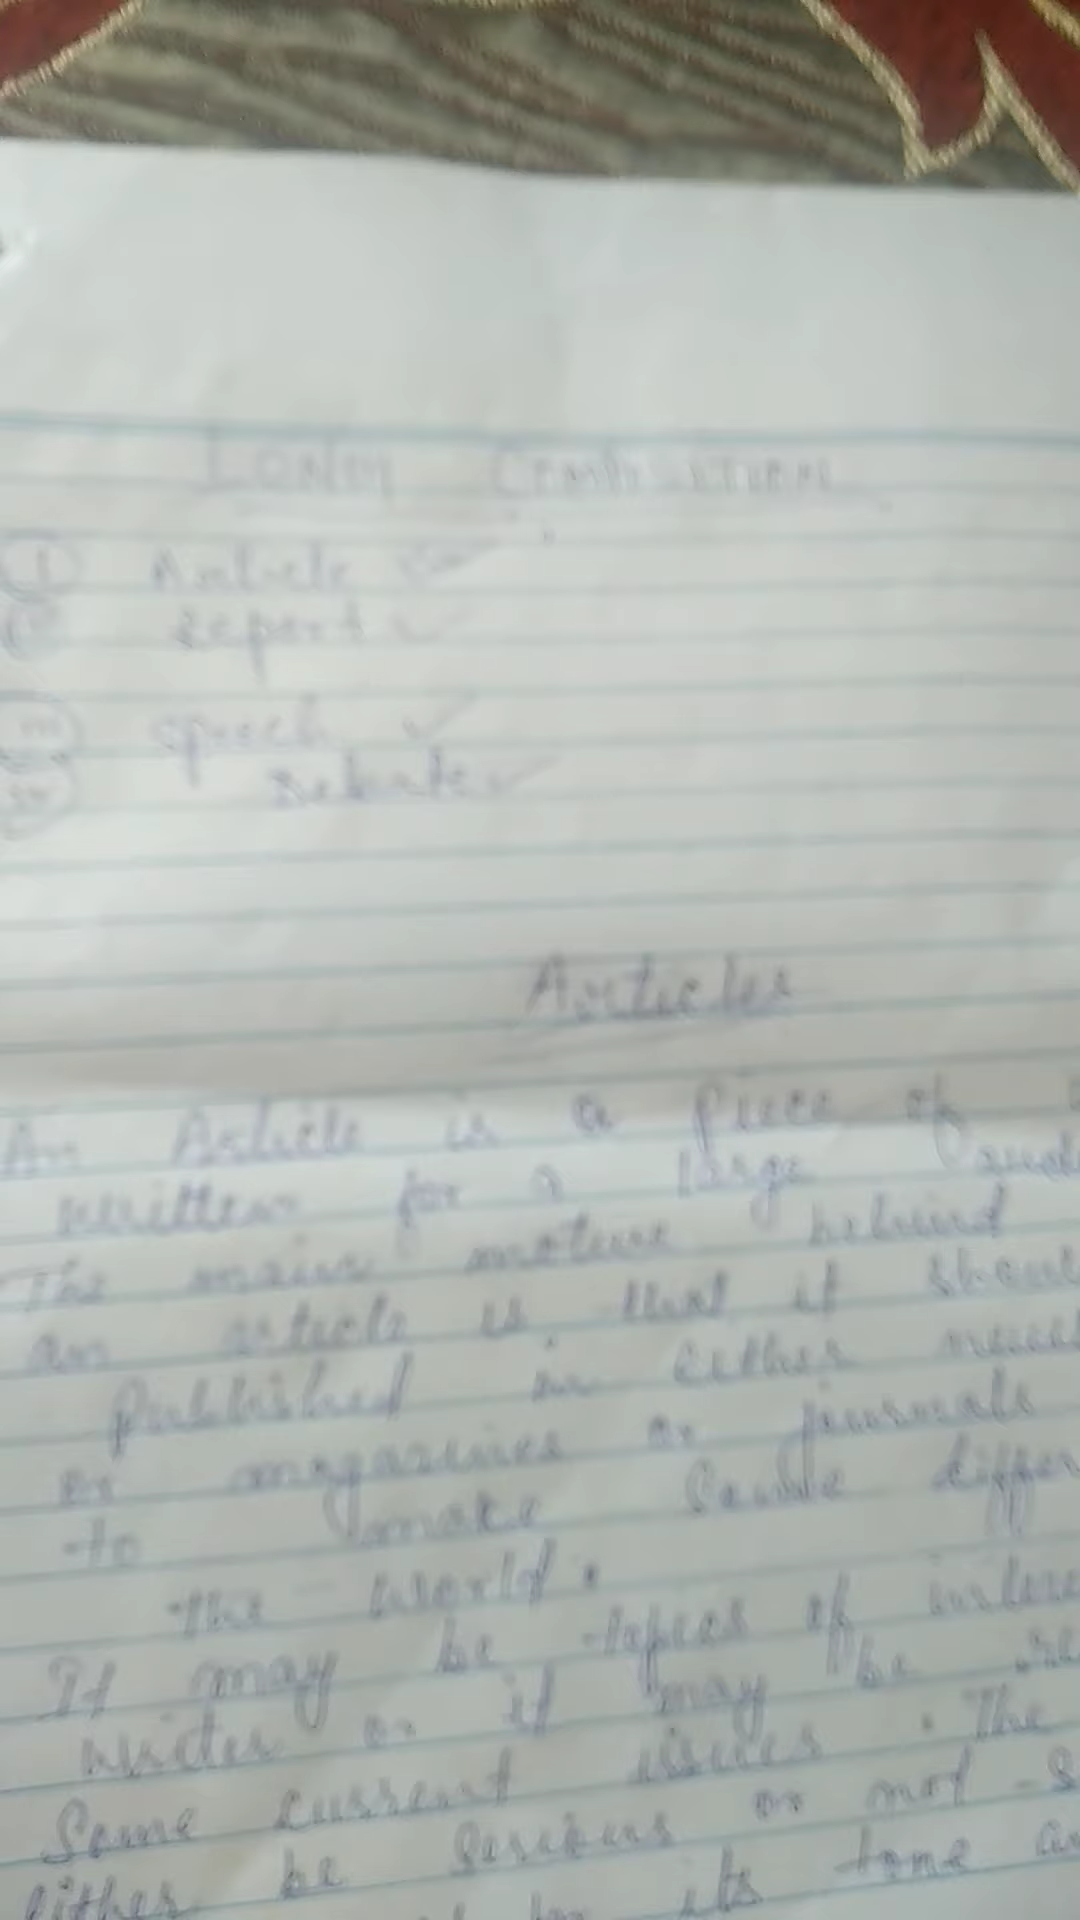 LONG COMPOSITION
Article
report
speech
debate
Articles
An Article is a piece of
written for a large
The main motive behind
an article is that it
published in either
or magazines or journals
to make some
the world.
It may be topics of
writer or it may be
Some current issues. The
either be serious or not
its tone